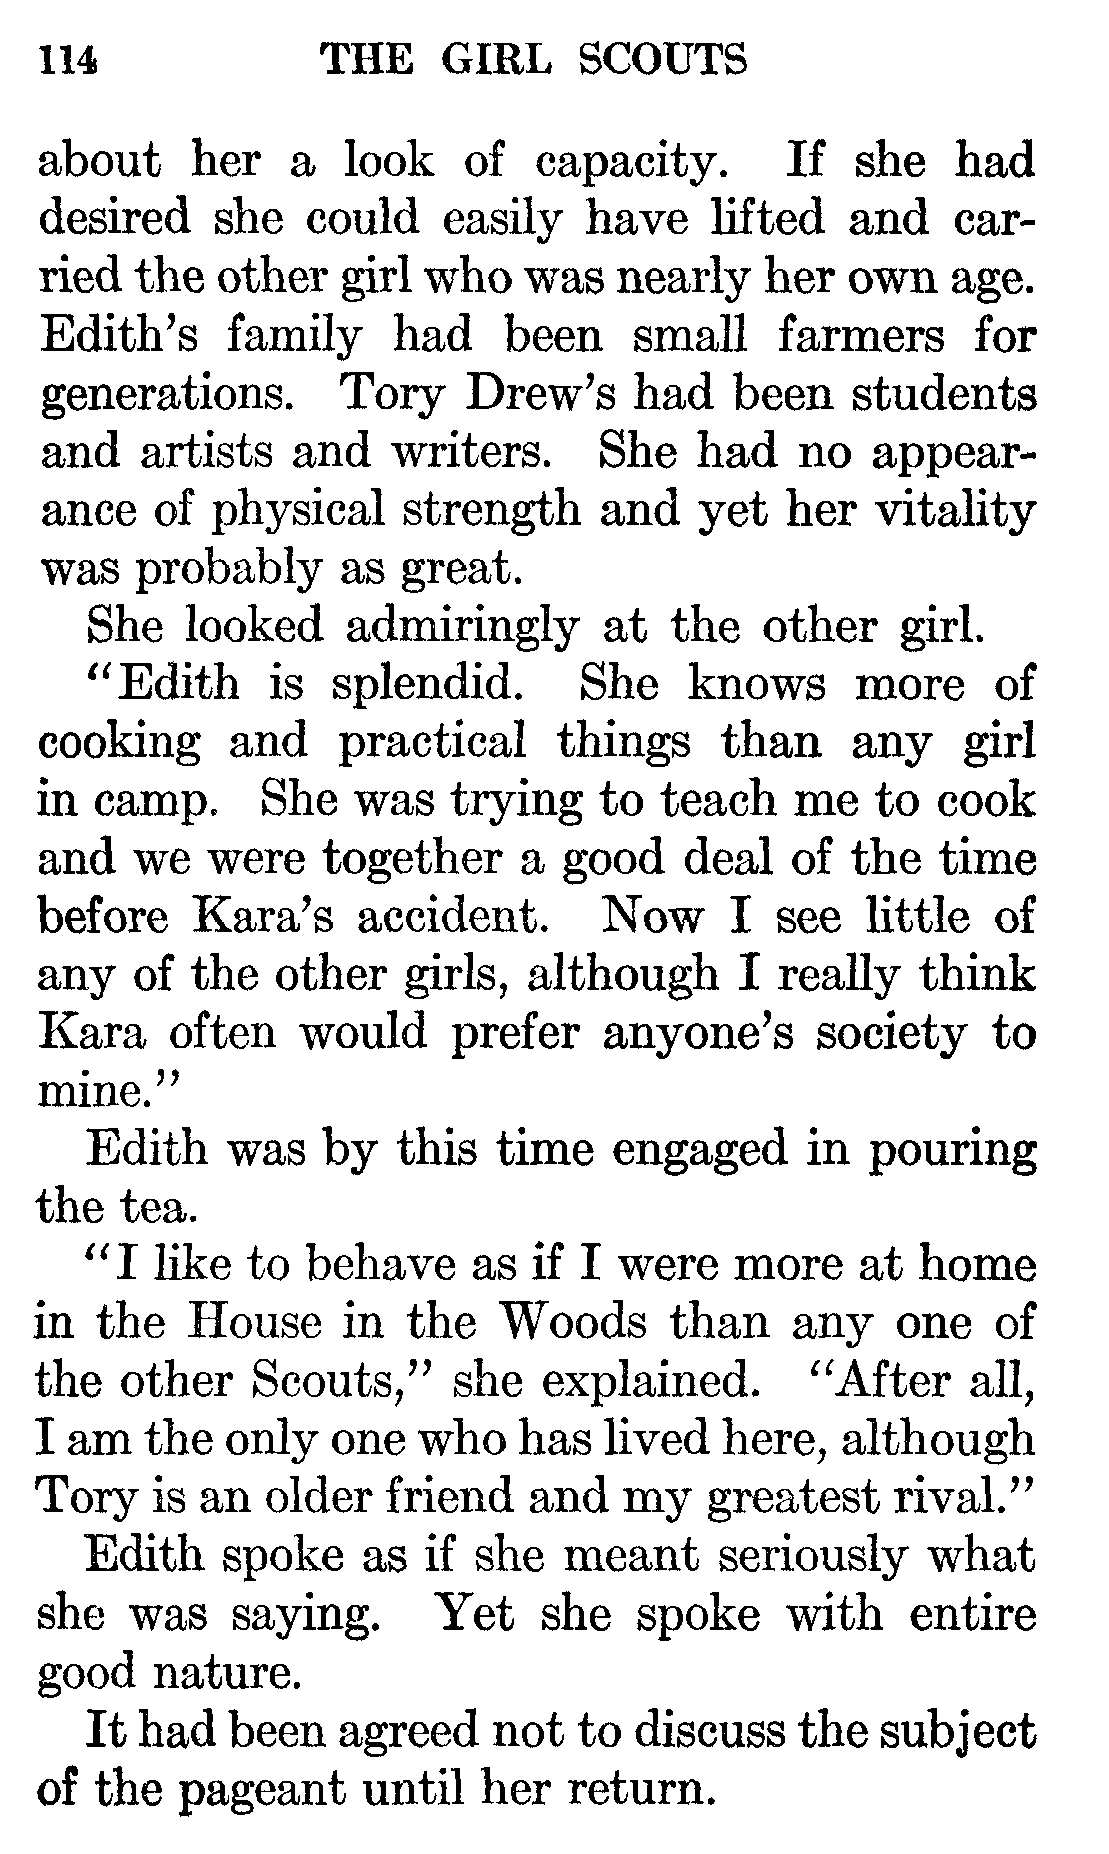 114 THE GIRL SCOUTS
about her a look of capacity. If she had
desired she could easily have lifted and car-
ried the other girl who was nearly her own age.
Edith's family had been small farmers for
generations. Tory Drew's had been students
and artists and writers. She had no appear-
ance of physical strength and yet her vitality
was probably as great.
She looked admiringly at the other girl.
“Edith is splendid. She knows more of
cooking and practical things than any girl
in camp. She was trying to teach me to cook
and we were together a good deal of the time
before Kara's accident. Now I see little of
any of the other girls, although I really think
Kara often would prefer anyone's society to
mine.”
Edith was by this time engaged in pouring
the tea.
“I like to behave as if I were more at home
in the House in the Woods than any one of
the other Scouts,” she explained. “After all,
I am the only one who has lived here, although
Tory is an older friend and my greatest rival.”
Edith spoke as if she meant seriously what
she was saying. Yet she spoke with entire
good nature.
It had been agreed not to discuss the subject
of the pageant until her return.